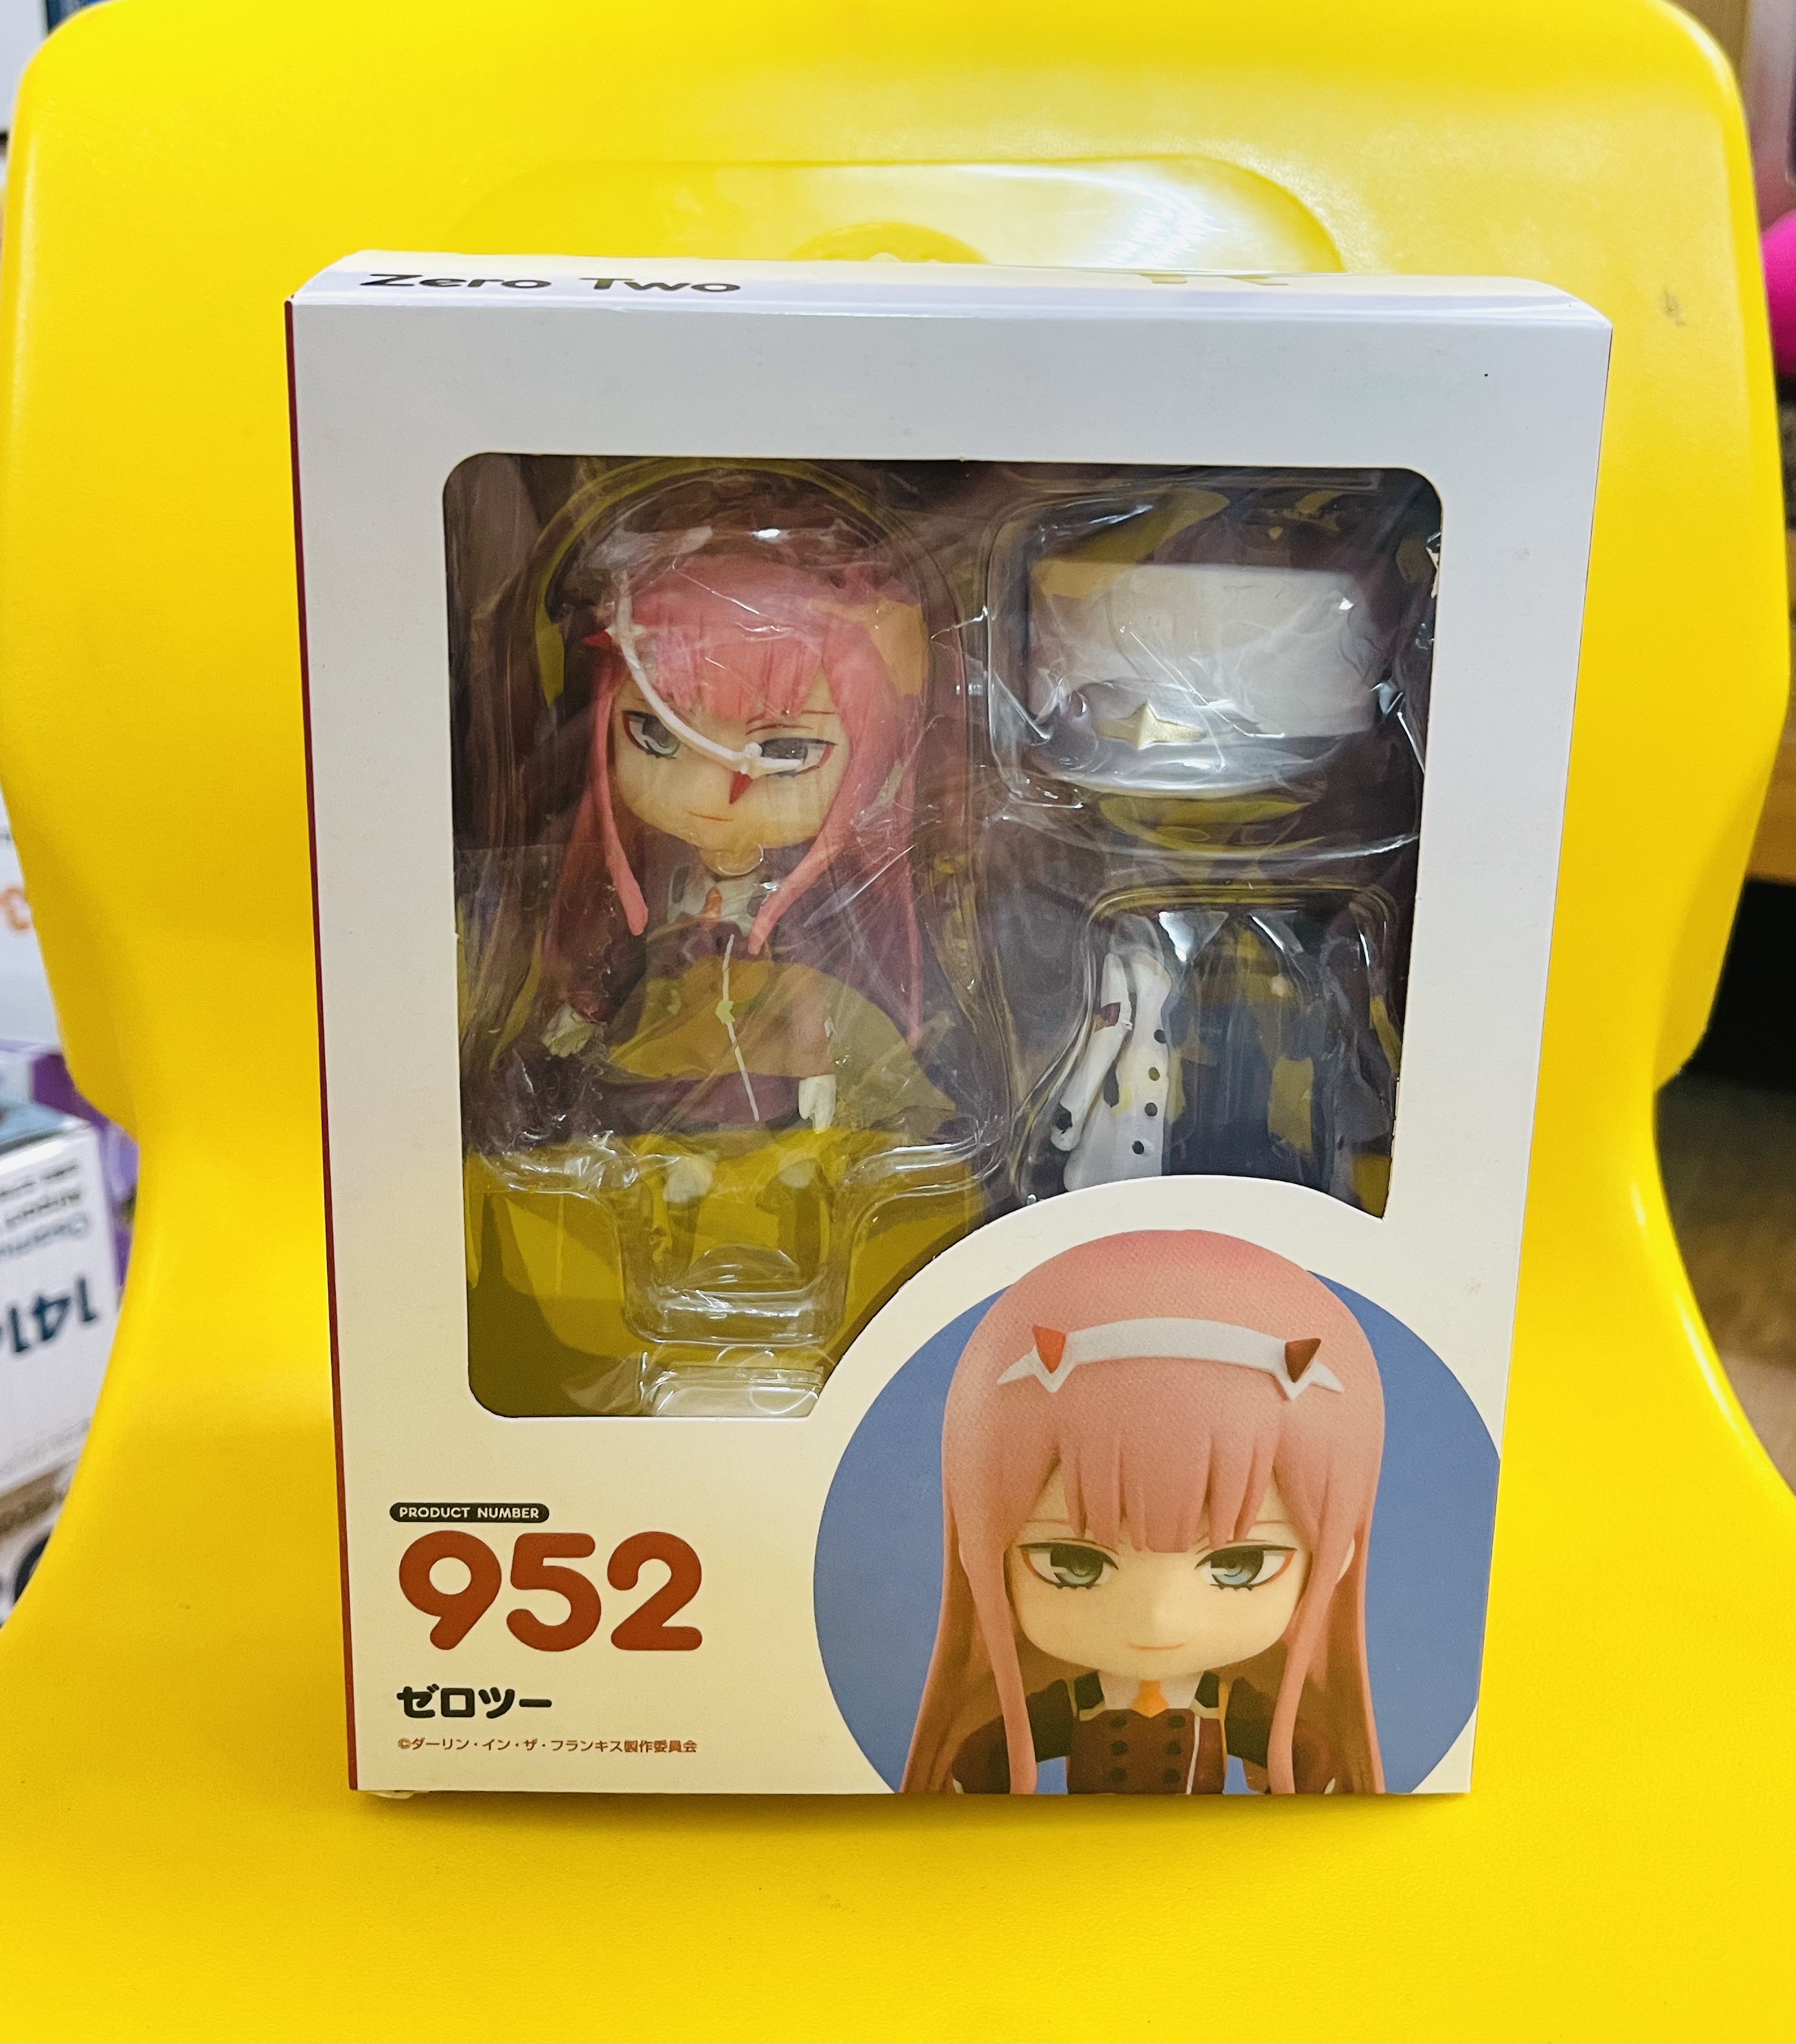 Zero Two
PRODUCT NUMBER
952
ゼロツー
©ダーリン・イン・ザ・フランキス製作委員会